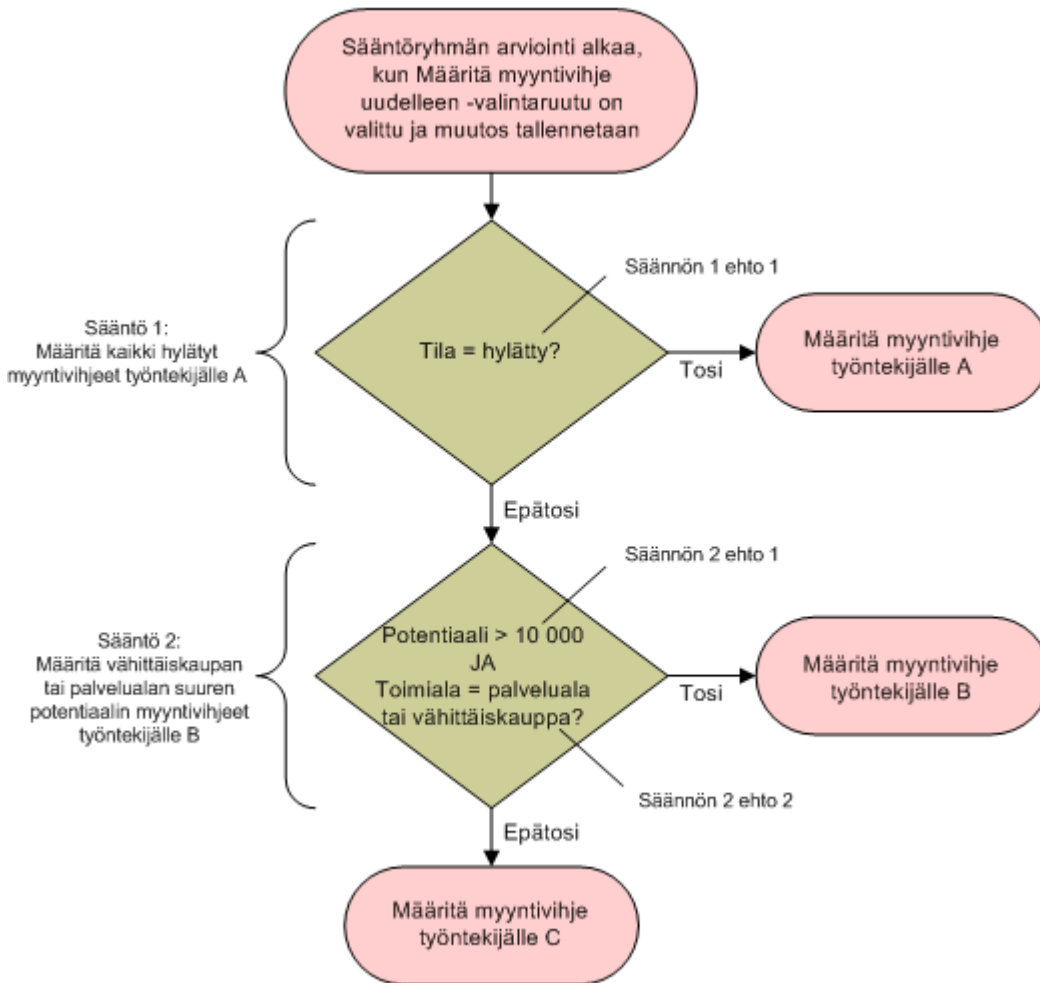 Sääntöryhmän arviointi alkaa,
kun Määritä myyntivihje
uudelleen -valintaruutu on
valittu ja muutos tallennetaan
Säännön 1 ehto 1
Sääntö 1:
Määritä kaikki hylätyt
myyntivihjeet työntekijälle A
Tila = hylätty?
Tosi
Määritä myyntivihje
työntekijälle A
Epätosi
Säännön 2 ehto 1
Sääntö 2:
Määritä vähittäiskaupan
tai palvelualan suuren
potentiaalin myyntivihjeet
työntekijälle B
Potentiaali > 10 000
JA
Toimiala = palveluala
tai vähittäiskauppa?
Tosi
Määritä myyntivihje
työntekijälle B
Säännön 2 ehto 2
Epätosi
Määritä myyntivihje
työntekijälle C